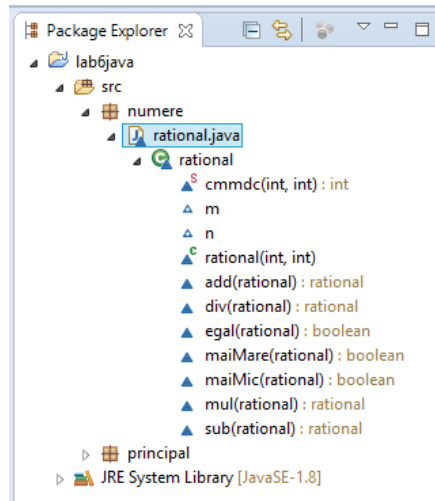 Package Explorer
lab6java
src
numere
rational.java
rational
cmmdc(int, int) : int
m
n
rational(int, int)
add(rational) : rational
div(rational) : rational
egal(rational) : boolean
maiMare(rational) : boolean
maiMic(rational) : boolean
mul(rational) : rational
sub(rational) : rational
principal
JRE System Library [JavaSE-1.8]